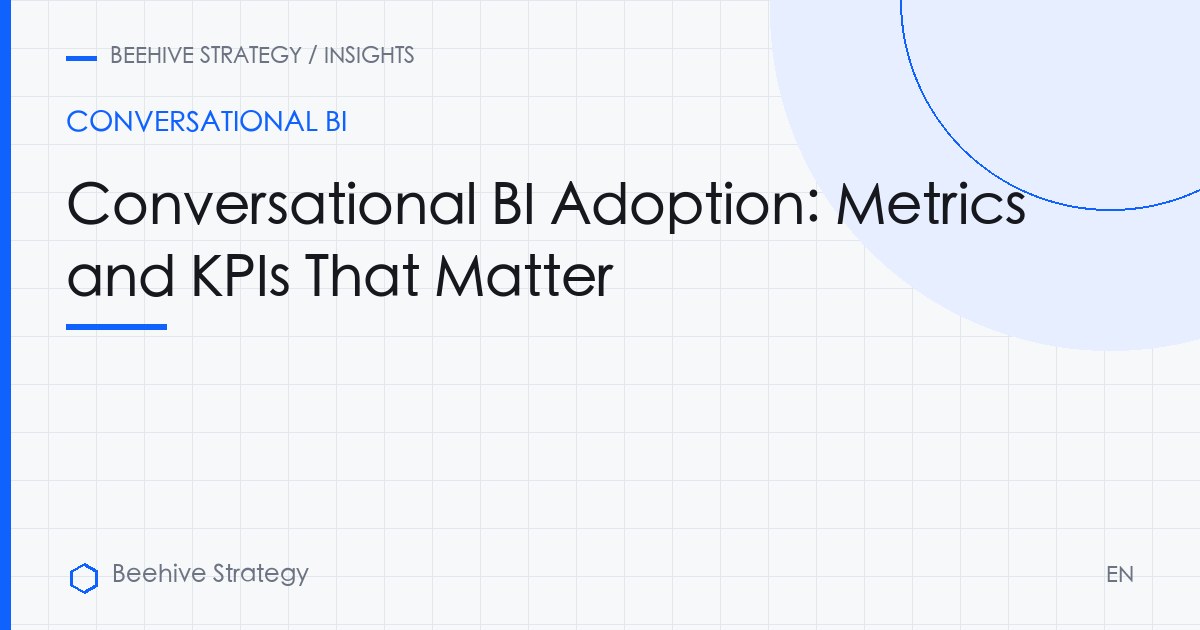 BEEHIVE STRATEGY / INSIGHTS
CONVERSATIONAL BI
Conversational BI Adoption: Metrics
and KPIs That Matter
Beehive Strategy
EN